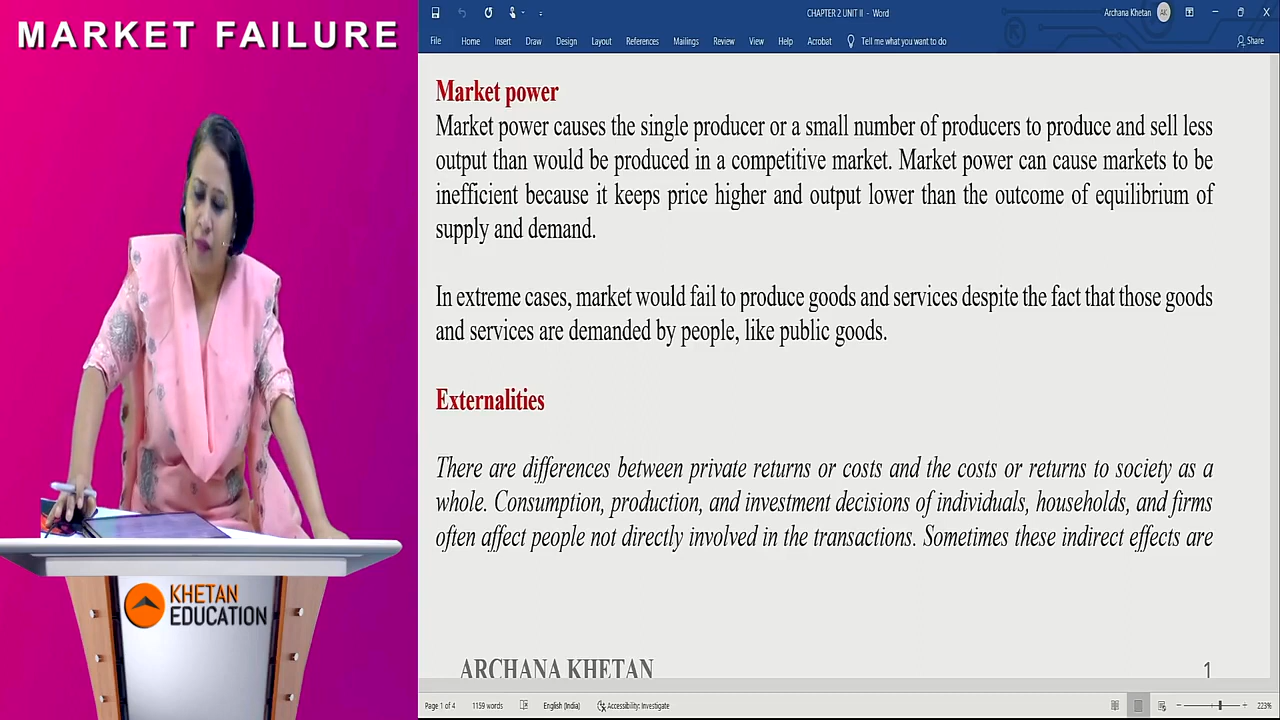 MARKET FAILURE
CHAPTER 2 UNIT II - Word
Archana Khetan
AK
File Home Insert Draw Design Layout References Mailings Review View Help Acrobat Tell me what you want to do
Share
Market power
Market power causes the single producer or a small number of producers to produce and sell less
output than would be produced in a competitive market. Market power can cause markets to be
inefficient because it keeps price higher and output lower than the outcome of equilibrium of
supply and demand.
In extreme cases, market would fail to produce goods and services despite the fact that those goods
and services are demanded by people, like public goods.
Externalities
There are differences between private returns or costs and the costs or returns to society as a
whole. Consumption, production, and investment decisions of individuals, households, and firms
often affect people not directly involved in the transactions. Sometimes these indirect effects are
KHETAN
EDUCATION
ARCHANA KHETAN
1
Page 1 of 4 1159 words English (India) Accessibility: Investigate
223%